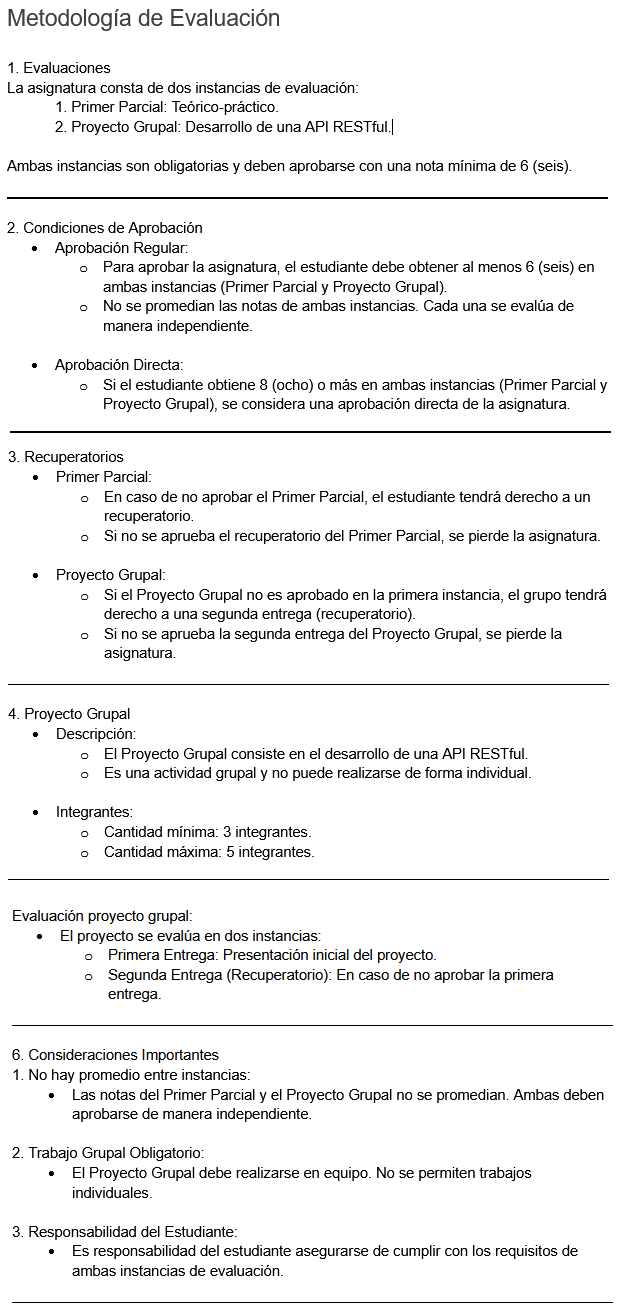 Metodología de Evaluación
1. Evaluaciones
La asignatura consta de dos instancias de evaluación:
1. Primer Parcial: Teórico-práctico.
2. Proyecto Grupal: Desarrollo de una API RESTful.
Ambas instancias son obligatorias y deben aprobarse con una nota mínima de 6 (seis).
2. Condiciones de Aprobación
• Aprobación Regular:
o Para aprobar la asignatura, el estudiante debe obtener al menos 6 (seis) en
ambas instancias (Primer Parcial y Proyecto Grupal).
o No se promedian las notas de ambas instancias. Cada una se evalúa de
manera independiente.
• Aprobación Directa:
o Si el estudiante obtiene 8 (ocho) o más en ambas instancias (Primer Parcial y
Proyecto Grupal), se considera una aprobación directa de la asignatura.
3. Recuperatorios
• Primer Parcial:
o En caso de no aprobar el Primer Parcial, el estudiante tendrá derecho a un
recuperatorio.
o Si no se aprueba el recuperatorio del Primer Parcial, se pierde la asignatura.
• Proyecto Grupal:
o Si el Proyecto Grupal no es aprobado en la primera instancia, el grupo tendrá
derecho a una segunda entrega (recuperatorio).
o Si no se aprueba la segunda entrega del Proyecto Grupal, se pierde la
asignatura.
4. Proyecto Grupal
• Descripción:
o El Proyecto Grupal consiste en el desarrollo de una API RESTful.
o Es una actividad grupal y no puede realizarse de forma individual.
• Integrantes:
o Cantidad mínima: 3 integrantes.
o Cantidad máxima: 5 integrantes.
Evaluación proyecto grupal:
• El proyecto se evalúa en dos instancias:
o Primera Entrega: Presentación inicial del proyecto.
o Segunda Entrega (Recuperatorio): En caso de no aprobar la primera
entrega.
6. Consideraciones Importantes
1. No hay promedio entre instancias:
• Las notas del Primer Parcial y el Proyecto Grupal no se promedian. Ambas deben
aprobarse de manera independiente.
2. Trabajo Grupal Obligatorio:
• El Proyecto Grupal debe realizarse en equipo. No se permiten trabajos
individuales.
3. Responsabilidad del Estudiante:
• Es responsabilidad del estudiante asegurarse de cumplir con los requisitos de
ambas instancias de evaluación.